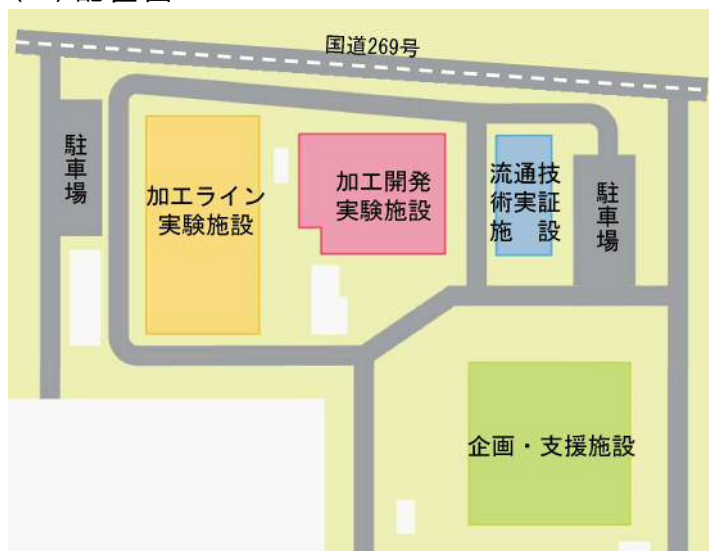 国道269号
駐車場
加工ライン
実験施設
加工開発
実験施設
流通技
術実証
施設
駐車場
企画・支援施設